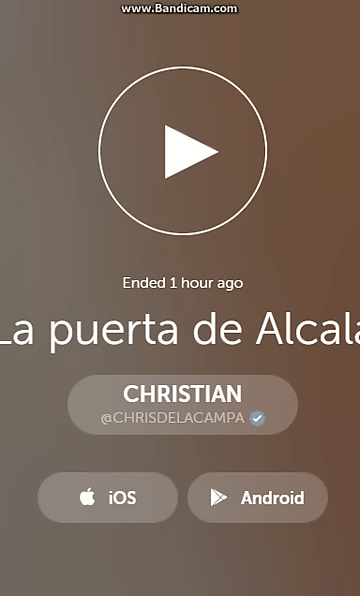 www.Bandicam.com
Ended 1 hour ago
La puerta de Alcala
CHRISTIAN
@CHRISDELACAMPA
iOS
Android